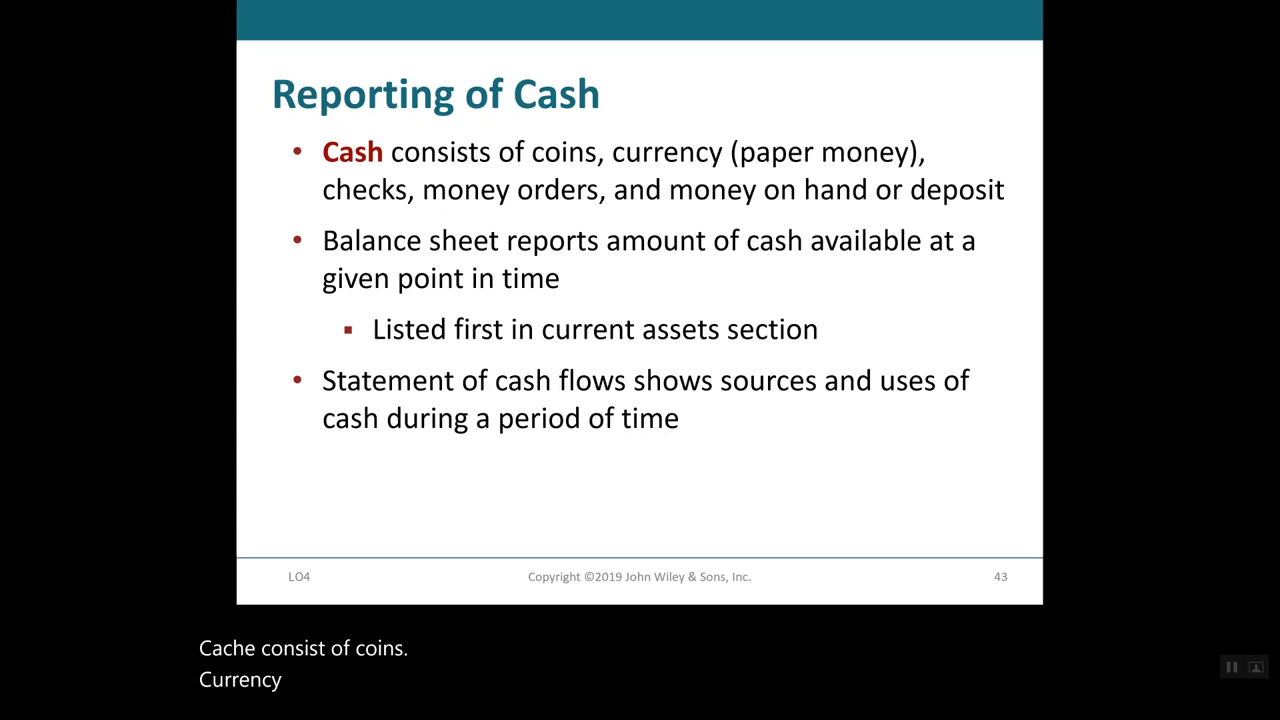 Reporting of Cash
• Cash consists of coins, currency (paper money),
checks, money orders, and money on hand or deposit
• Balance sheet reports amount of cash available at a
given point in time
▪ Listed first in current assets section
• Statement of cash flows shows sources and uses of
cash during a period of time
LO4
Copyright ©2019 John Wiley & Sons, Inc.
43
Cache consist of coins.
Currency